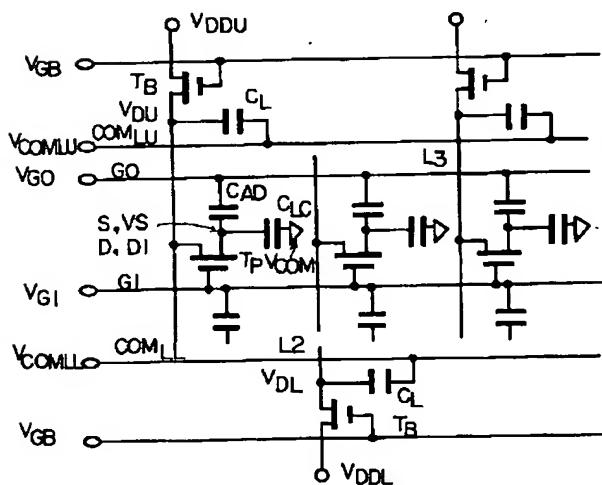 VDDU
VGB
TB
VDU
CL
VCOMLU
COMLU
L3
VGO
GO
CAD
CLC
S, VS
D, DI
TP
VCOM
VGI
GI
VCOMLL
COML
L2
VDL
CL
VGB
TB
VDDL